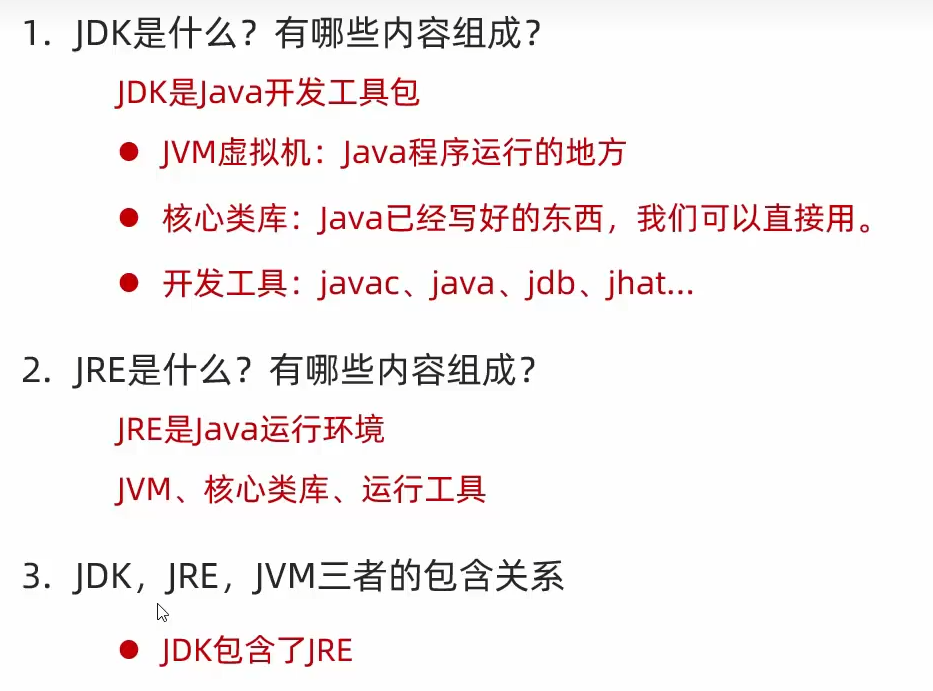 1. JDK是什么？有哪些内容组成？
JDK是Java开发工具包
● JVM虚拟机：Java程序运行的地方
● 核心类库：Java已经写好的东西，我们可以直接用。
● 开发工具：javac、java、jdb、jhat...
2. JRE是什么？有哪些内容组成？
JRE是Java运行环境
JVM、核心类库、运行工具
3. JDK，JRE，JVM三者的包含关系
● JDK包含了JRE